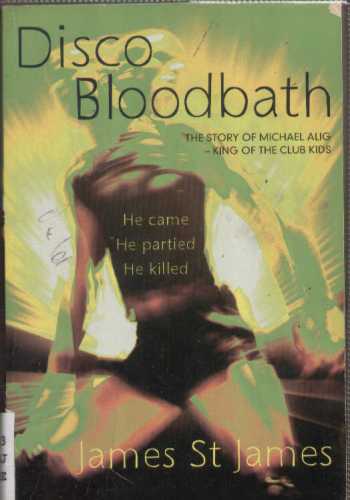 Disco
Bloodbath
THE STORY OF MICHAEL ALIG
– KING OF THE CLUB KIDS
He came
He partied
He killed
James St James